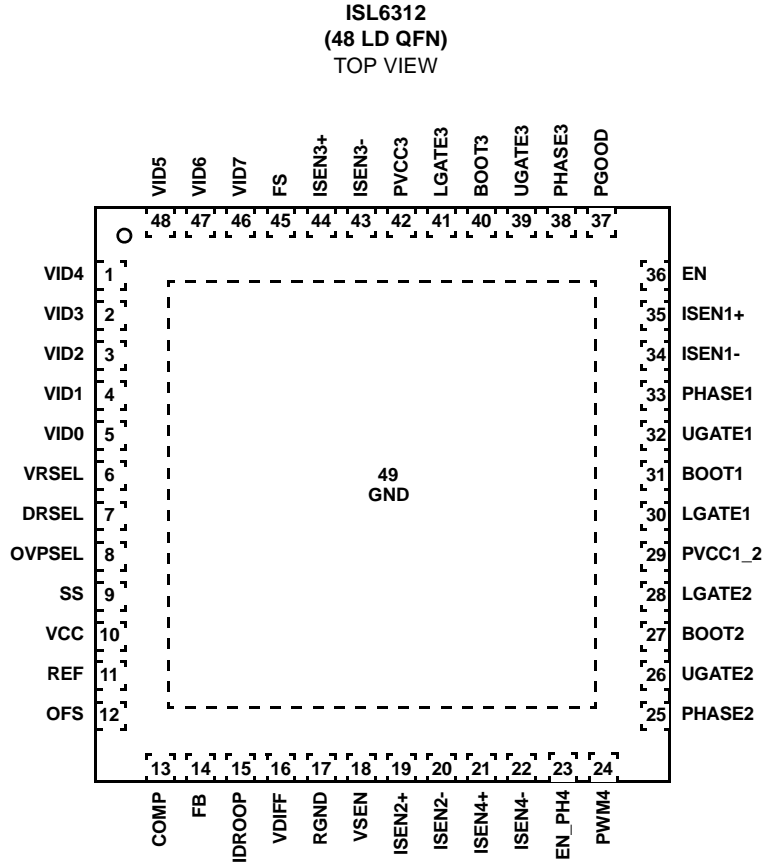 ISL6312
(48 LD QFN)
TOP VIEW
VID5
VID6
VID7
FS
ISEN3+
ISEN3-
PVCC3
LGATE3
BOOT3
UGATE3
PHASE3
PGOOD
48 47 46 45 44 43 42 41 40 39 38 37
VID4 1 36 EN
VID3 2 35 ISEN1+
VID2 3 34 ISEN1-
VID1 4 33 PHASE1
VID0 5 32 UGATE1
VRSEL 6 49 31 BOOT1
GND
DRSEL 7 30 LGATE1
OVPSEL 8 29 PVCC1_2
SS 9 28 LGATE2
VCC 10 27 BOOT2
REF 11 26 UGATE2
OFS 12 25 PHASE2
13 14 15 16 17 18 19 20 21 22 23 24
COMP
FB
IDROOP
VDIFF
RGND
VSEN
ISEN2+
ISEN2-
ISEN4+
ISEN4-
EN_PH4
PWM4